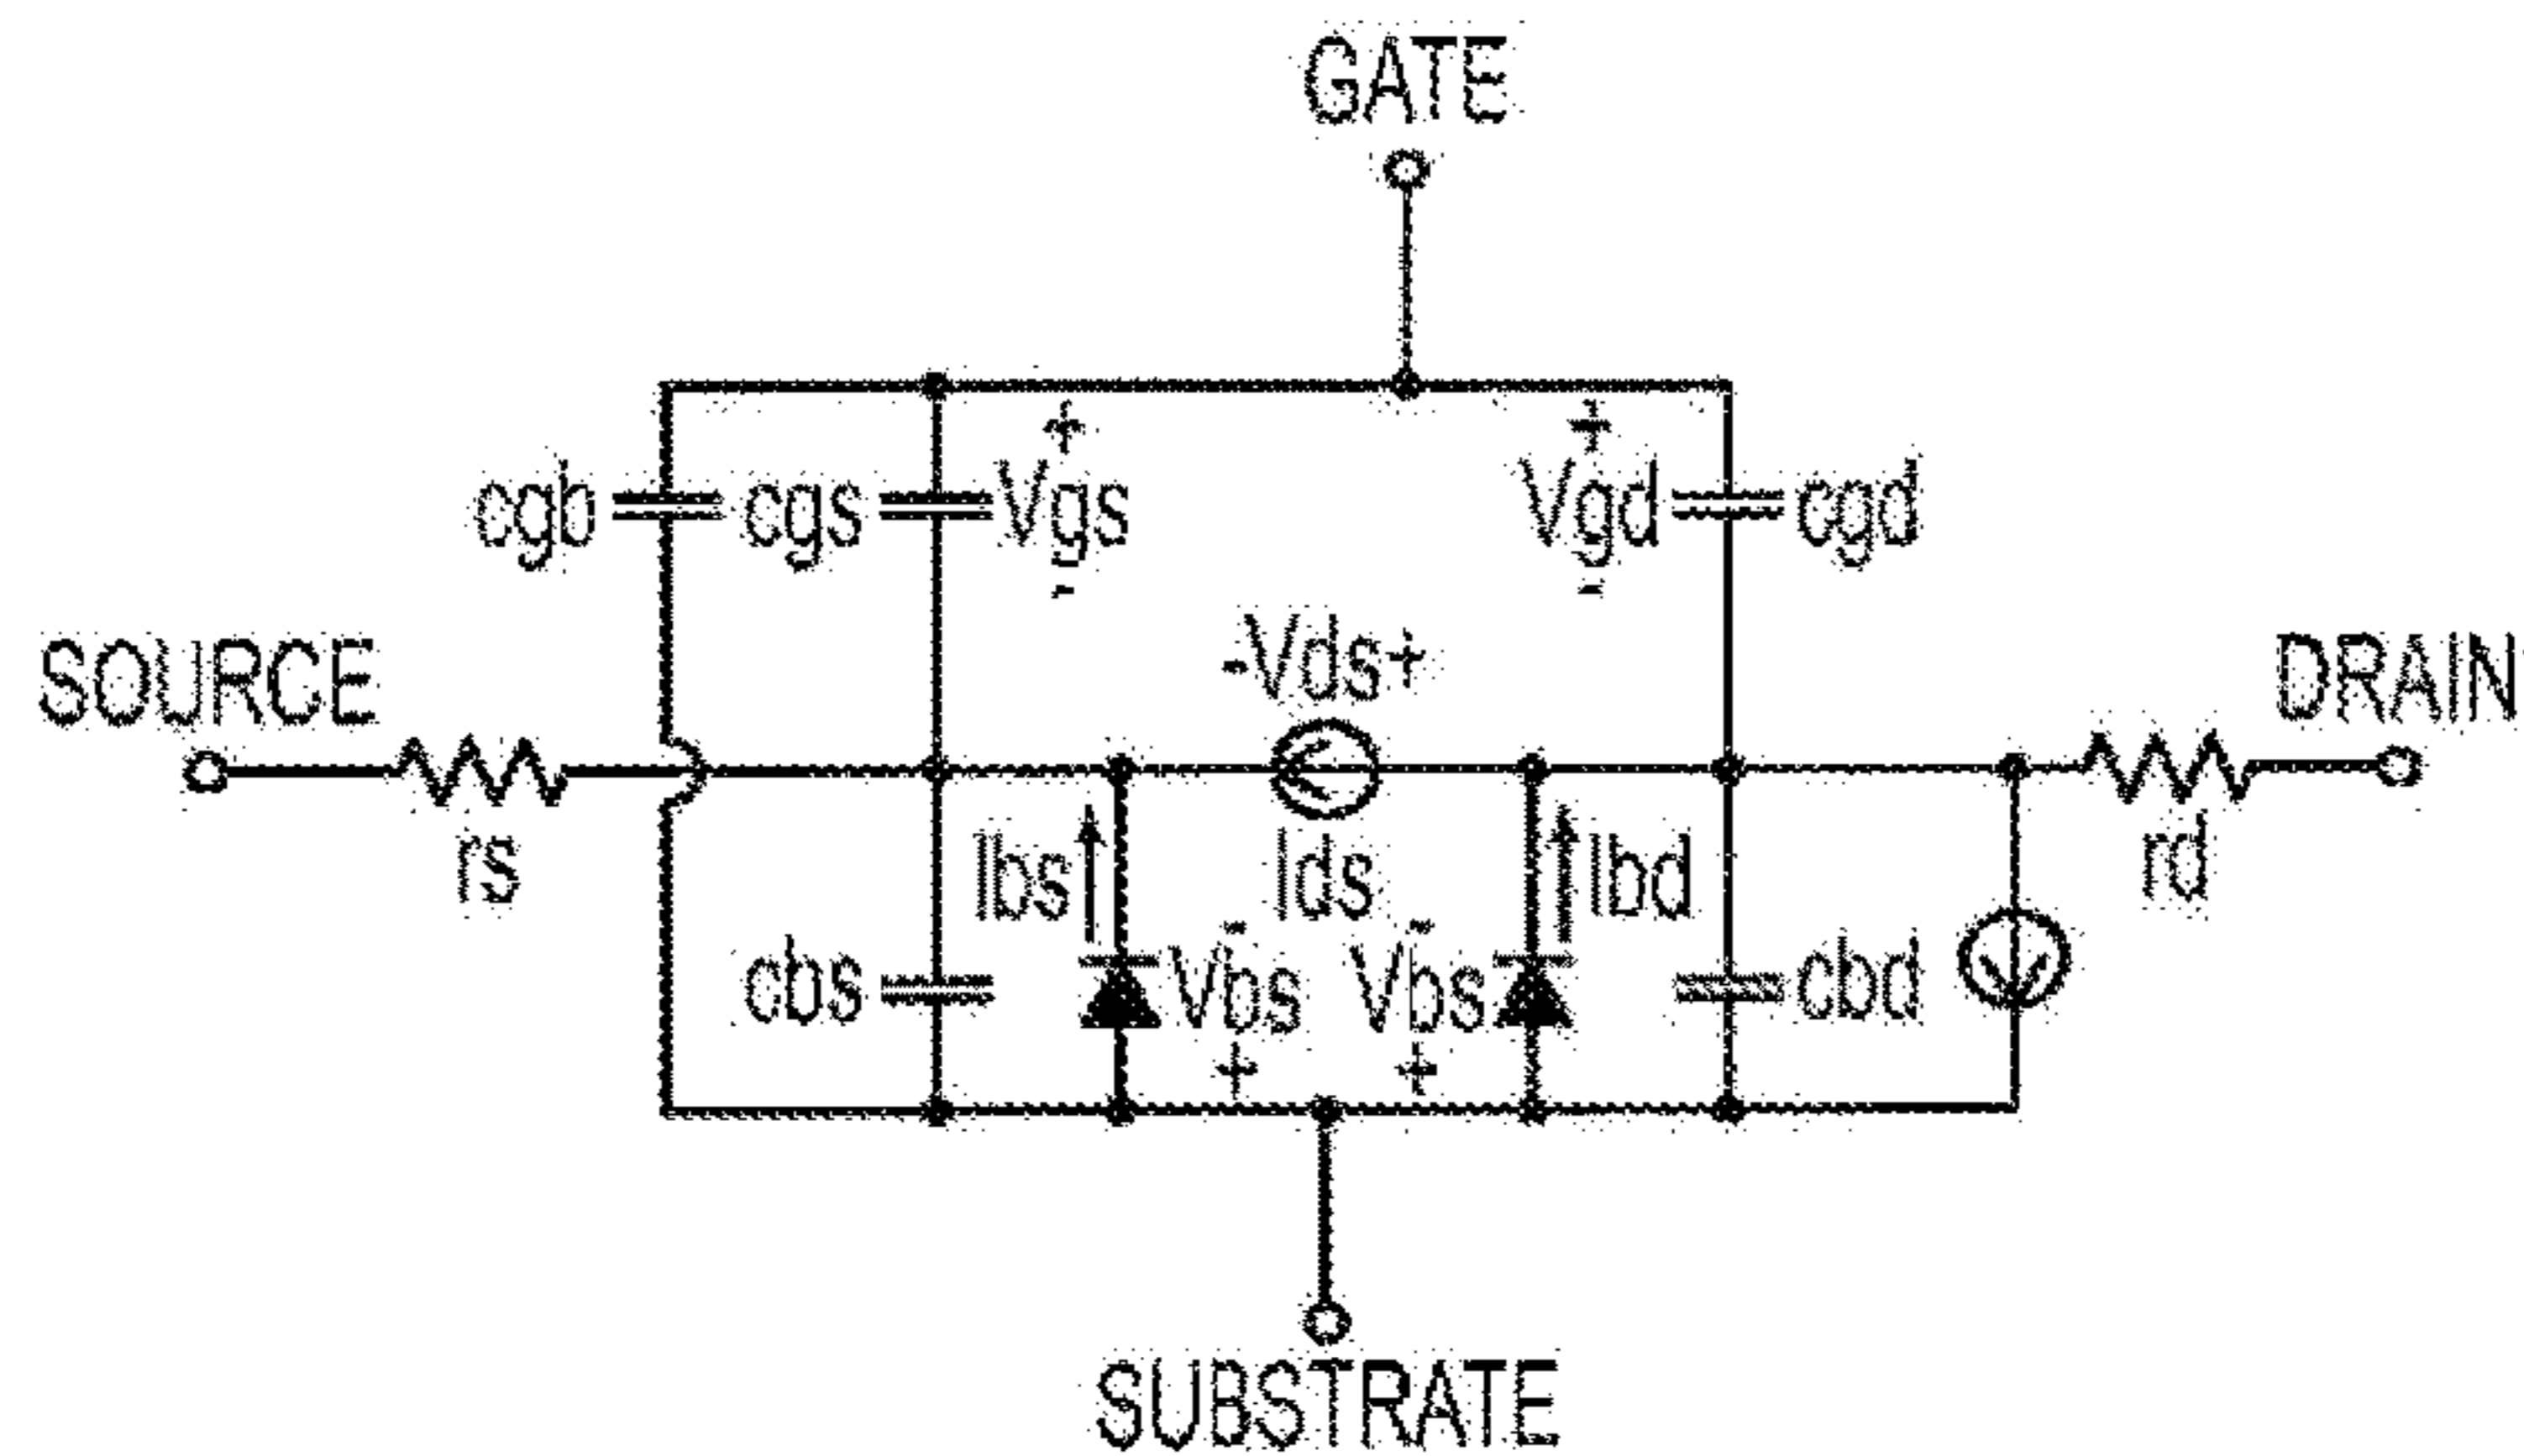 GATE
+
+
cgb
cgs
Vgs
Vgd
cgd
-
-
SOURCE
-Vds+
DRAIN
rs
Ibs
Ids
Ibd
rd
-
-
cbs
Vbs
Vbs
cbd
+
+
SUBSTRATE